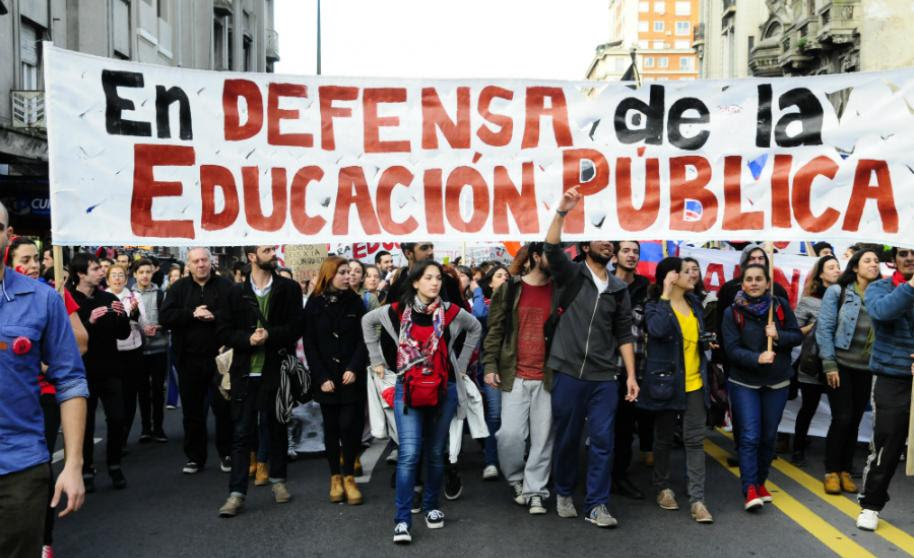 En DEFENSA de la
EDUCACIÓN PÚBLICA